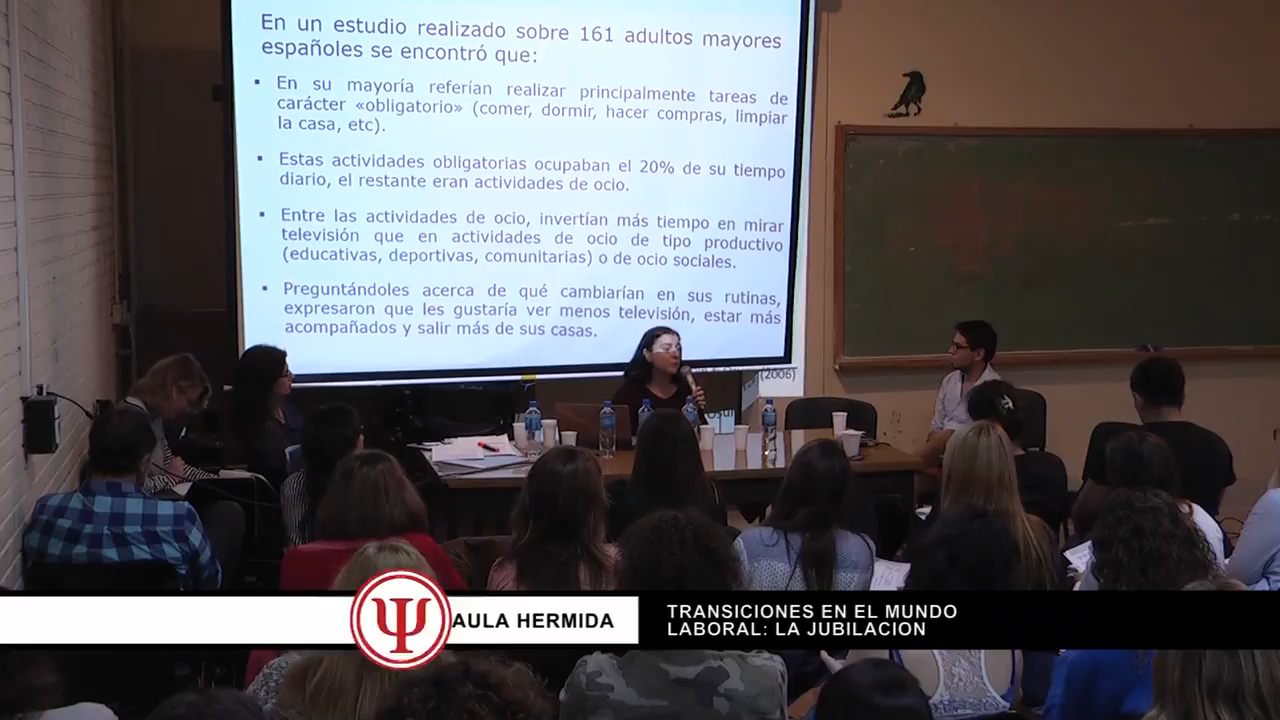 En un estudio realizado sobre 161 adultos mayores
españoles se encontró que:
▪ En su mayoría referían realizar principalmente tareas de
carácter «obligatorio» (comer, dormir, hacer compras, limpiar
la casa, etc).
▪ Estas actividades obligatorias ocupaban el 20% de su tiempo
diario, el restante eran actividades de ocio.
▪ Entre las actividades de ocio, invertían más tiempo en mirar
televisión que en actividades de ocio de tipo productivo
(educativas, deportivas, comunitarias) o de ocio sociales.
▪ Preguntándoles acerca de qué cambiarían en sus rutinas,
expresaron que les gustaría ver menos televisión, estar más
acompañados y salir más de sus casas.
(2006)
Ψ
AULA HERMIDA
TRANSICIONES EN EL MUNDO
LABORAL: LA JUBILACION